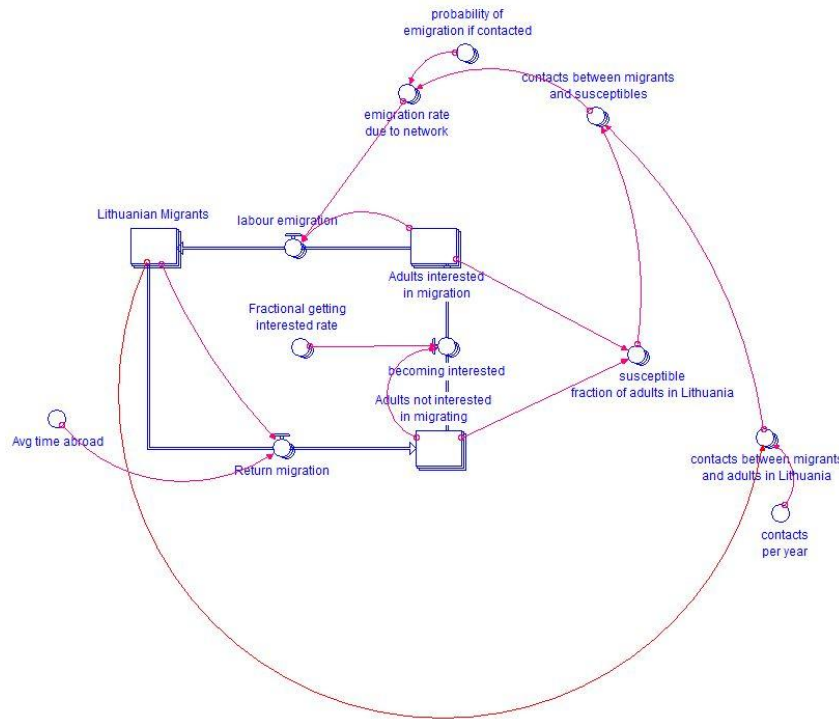 probability of
emigration if contacted
contacts between migrants
and susceptibles
emigration rate
due to network
Lithuanian Migrants
labour emigration
Adults interested
in migration
Fractional getting
interested rate
becoming interested
susceptible
fraction of adults in Lithuania
Adults not interested
in migrating
Avg time abroad
Return migration
contacts between migrants
and adults in Lithuania
contacts
per year